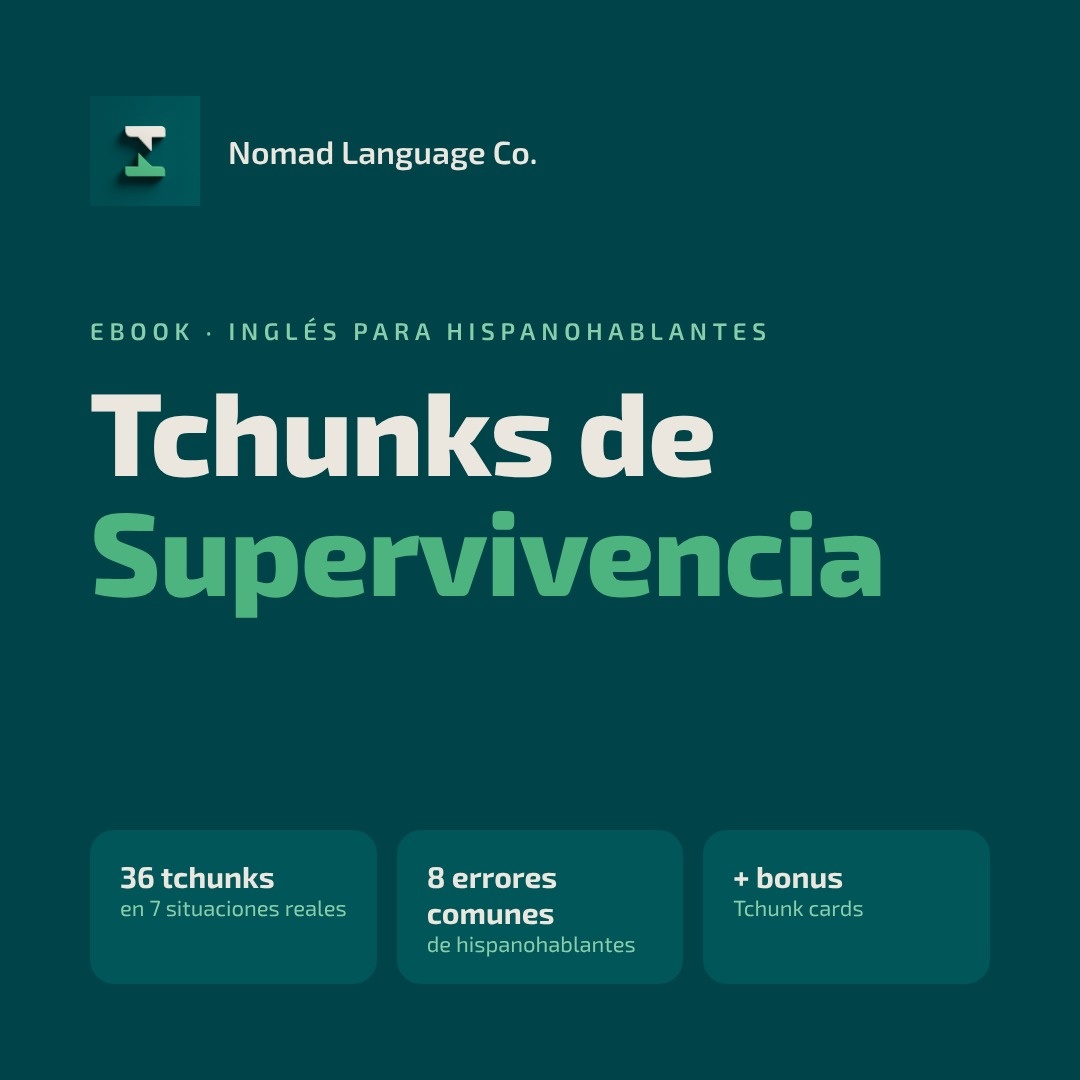 Nomad Language Co.
EBOOK · INGLÉS PARA HISPANOHABLANTES
Tchunks de
Supervivencia
36 tchunks
en 7 situaciones reales
8 errores
comunes
de hispanohablantes
+ bonus
Tchunk cards